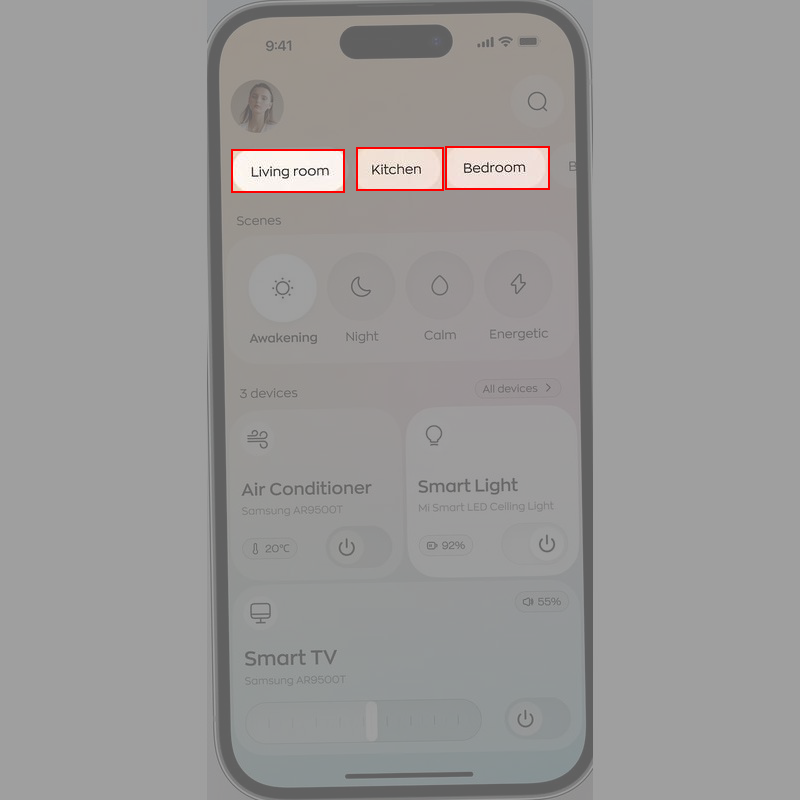 9:41
Living room Kitchen Bedroom B
Scenes
Awakening Night Calm Energetic
3 devices All devices
Air Conditioner
Samsung AR9500T
20°C
Smart Light
Mi Smart LED Ceiling Light
92%
55%
Smart TV
Samsung AR9500T